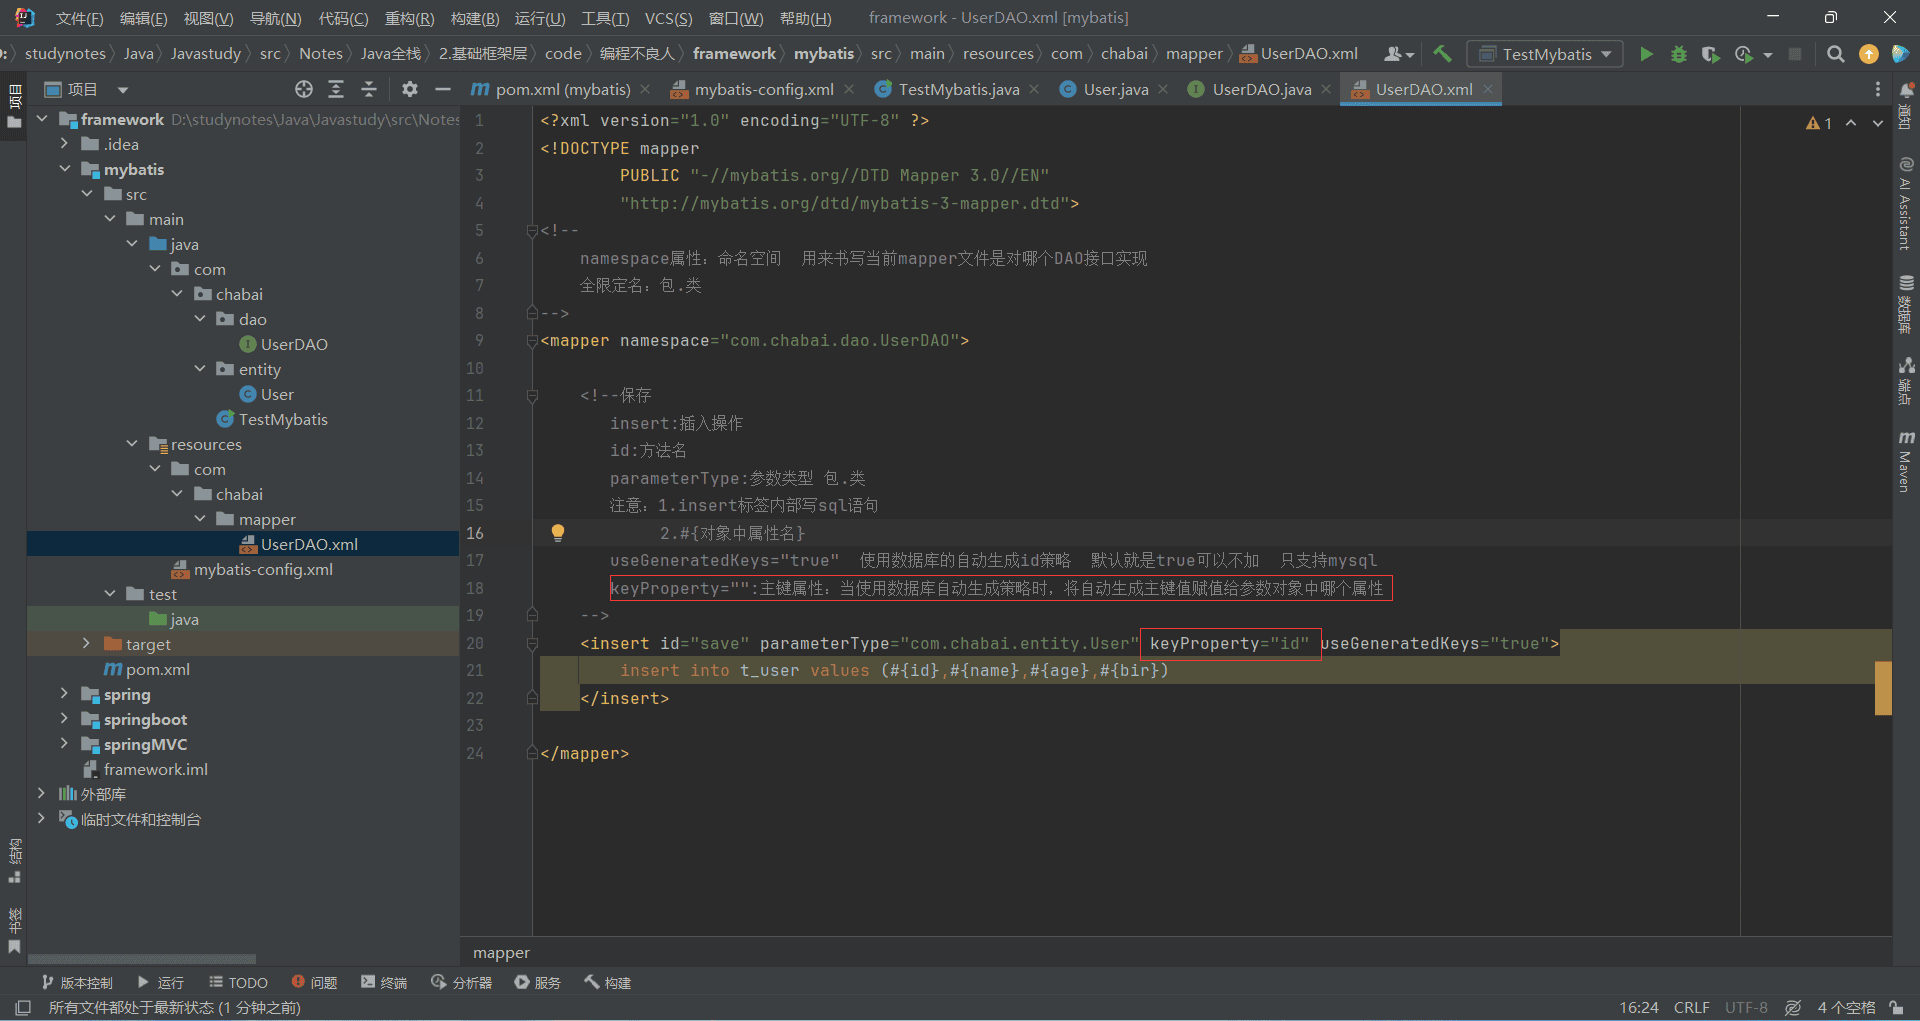 文件(F) 编辑(E) 视图(V) 导航(N) 代码(C) 重构(R) 构建(B) 运行(U) 工具(T) VCS(S) 窗口(W) 帮助(H) framework - UserDAO.xml [mybatis]
studynotes Java Javastudy src Notes Java全栈 2.基础框架层 code 编程不良人 framework mybatis src main resources com chabai mapper UserDAO.xml TestMybatis
项目
项目
pom.xml (mybatis) mybatis-config.xml TestMybatis.java User.java UserDAO.java UserDAO.xml
framework D:\studynotes\Java\Javastudy\src\Notes
.idea
mybatis
src
main
java
com
chabai
dao
UserDAO
entity
User
TestMybatis
resources
com
chabai
mapper
UserDAO.xml
mybatis-config.xml
test
java
target
pom.xml
spring
springboot
springMVC
framework.iml
外部库
临时文件和控制台
结构
书签
1 <?xml version="1.0" encoding="UTF-8" ?>
2 <!DOCTYPE mapper
3 PUBLIC "-//mybatis.org//DTD Mapper 3.0//EN"
4 "http://mybatis.org/dtd/mybatis-3-mapper.dtd">
5 <!--
6 namespace属性：命名空间 用来书写当前mapper文件是对哪个DAO接口实现
7 全限定名：包.类
8 -->
9 <mapper namespace="com.chabai.dao.UserDAO">
10
11 <!--保存
12 insert:插入操作
13 id:方法名
14 parameterType:参数类型 包.类
15 注意：1.insert标签内部写sql语句
16 2.#{对象中属性名}
17 useGeneratedKeys="true" 使用数据库的自动生成id策略 默认就是true可以不加 只支持mysql
18 keyProperty="":主键属性：当使用数据库自动生成策略时，将自动生成主键值赋值给参数对象中哪个属性
19 -->
20 <insert id="save" parameterType="com.chabai.entity.User" keyProperty="id" useGeneratedKeys="true">
21 insert into t_user values (#{id},#{name},#{age},#{bir})
22 </insert>
23
24 </mapper>
1
通知
AI Assistant
数据库
端点
Maven
mapper
版本控制 运行 TODO 问题 终端 分析器 服务 构建
所有文件都处于最新状态 (1 分钟之前) 16:24 CRLF UTF-8 4 个空格